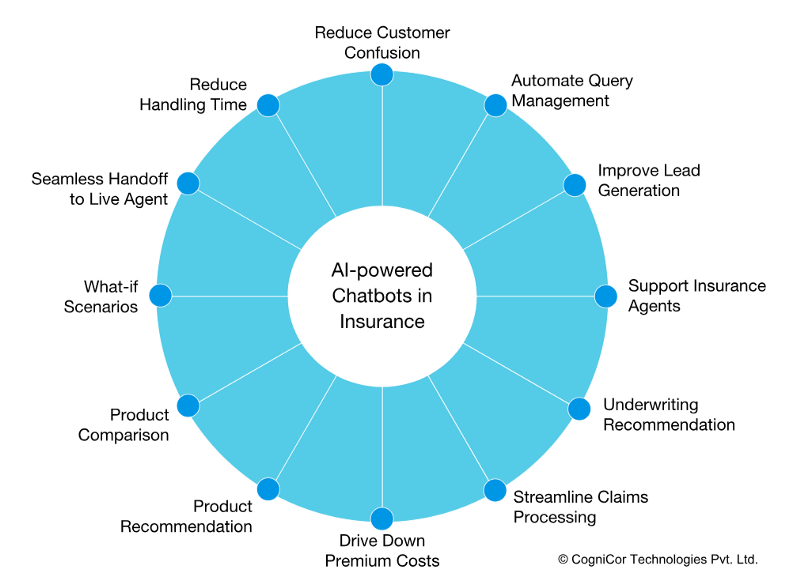 Reduce Customer
Confusion
Automate Query
Management
Improve Lead
Generation
Support Insurance
Agents
Underwriting
Recommendation
Streamline Claims
Processing
Drive Down
Premium Costs
Product
Recommendation
Product
Comparison
What-if
Scenarios
Seamless Handoff
to Live Agent
Reduce
Handling Time
AI-powered
Chatbots in
Insurance
© CogniCor Technologies Pvt. Ltd.